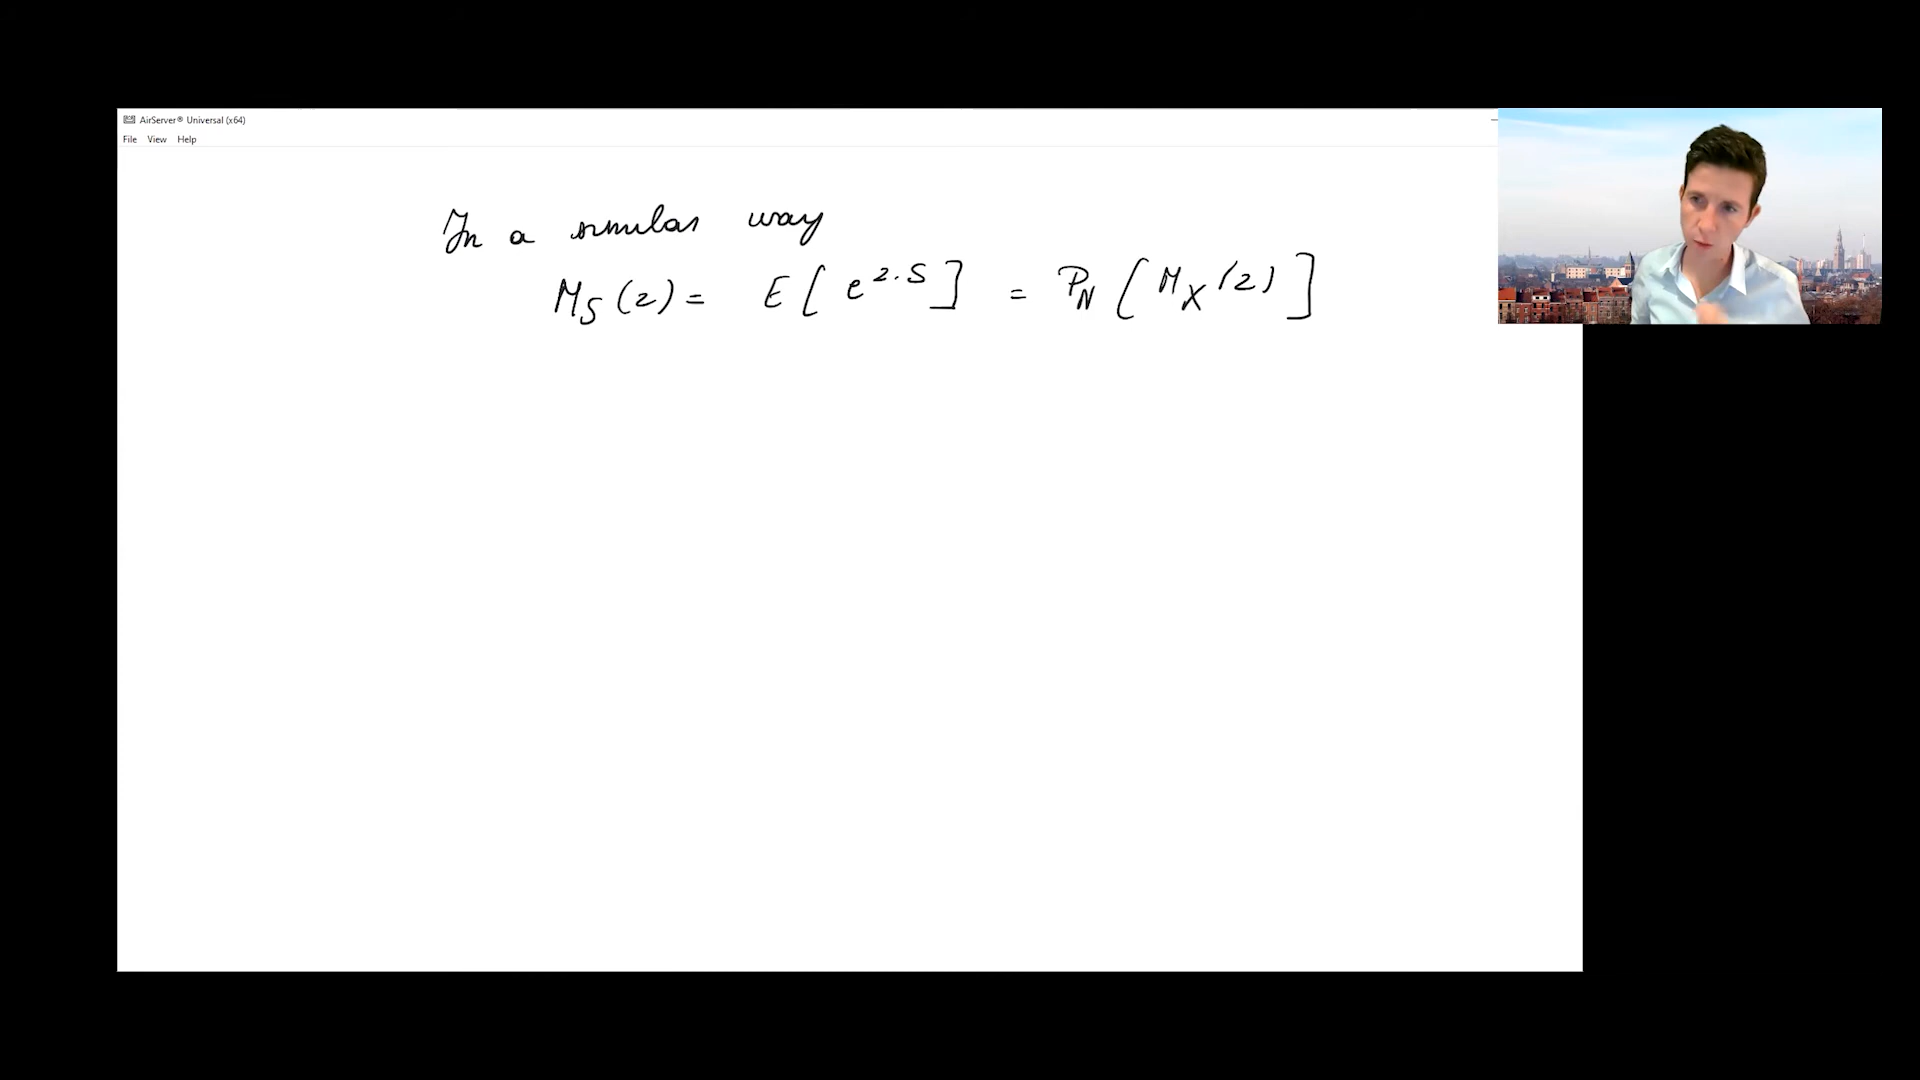 AirServer® Universal (x64)
File View Help
In a similar way
M_S(z) = E[e^{z.S}] = P_N[M_X(z)]